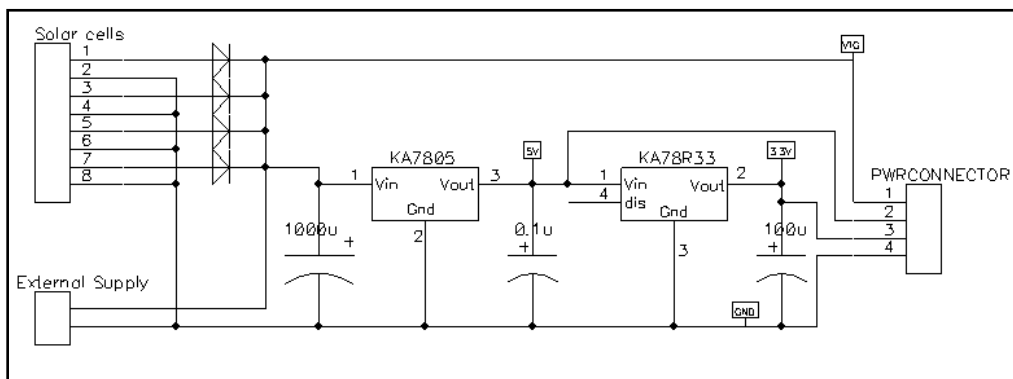 Solar cells
1
2
3
4
5
6
7
8
External Supply
1000u
+
KA7805
1
Vin
Vout
3
Gnd
2
5V
0.1u
+
KA78R33
1
Vin
4
dis
Vout
2
Gnd
3
3.3V
100u
+
GND
PWRCONNECTOR
1
2
3
4